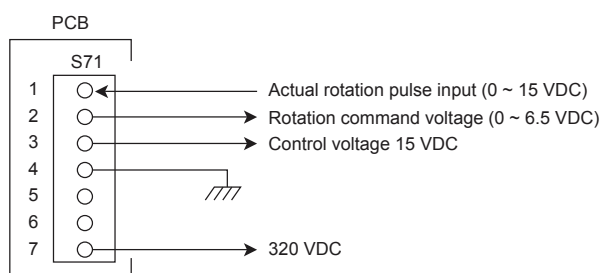 PCB
S71
1 Actual rotation pulse input (0 ~ 15 VDC)
2 Rotation command voltage (0 ~ 6.5 VDC)
3 Control voltage 15 VDC
4
5
6
7 320 VDC